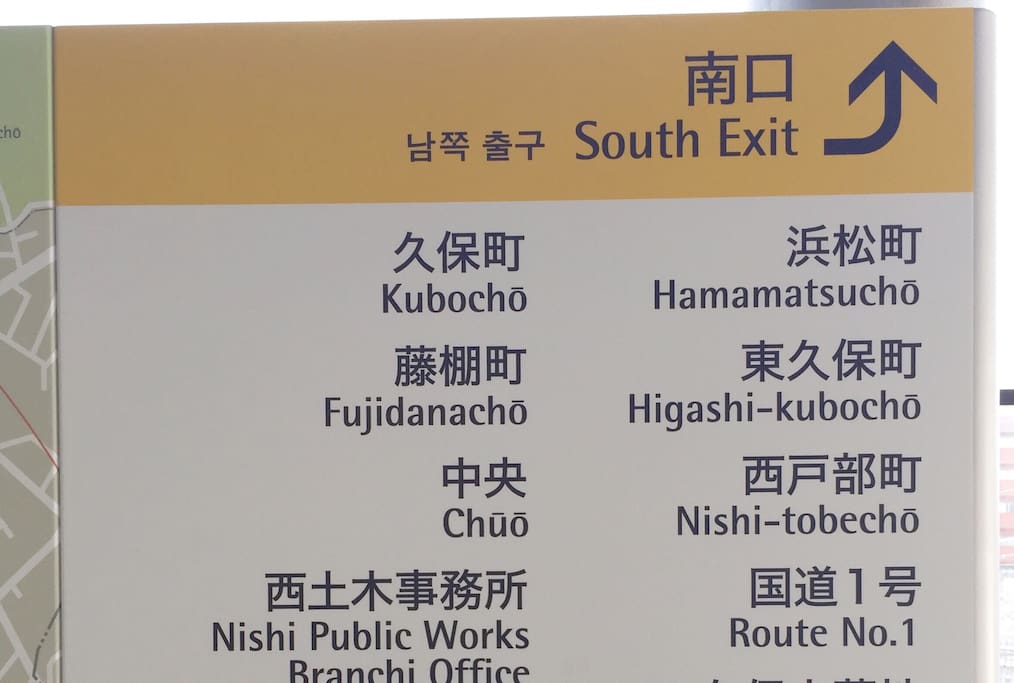 chō
南口
남쪽 출구 South Exit
久保町
Kubochō
藤棚町
Fujidanachō
中央
Chūō
西土木事務所
Nishi Public Works
Branchi Office
浜松町
Hamamatsuchō
東久保町
Higashi-kubochō
西戸部町
Nishi-tobechō
国道1号
Route No.1